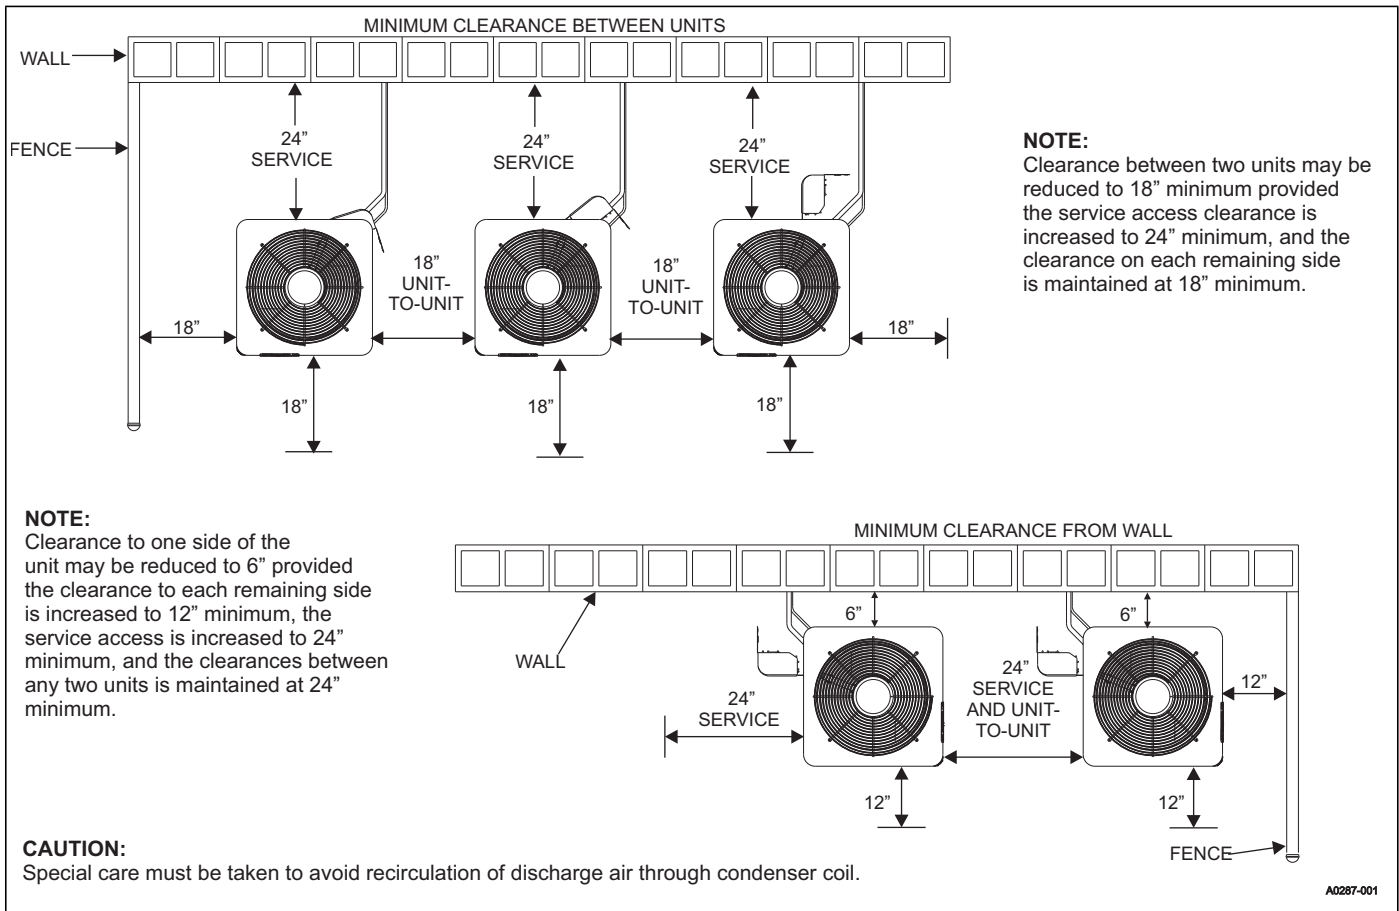 MINIMUM CLEARANCE BETWEEN UNITS
WALL
FENCE
24”
SERVICE
24”
SERVICE
24”
SERVICE
18”
UNIT-
TO-UNIT
18”
UNIT-
TO-UNIT
18”
18”
18”
18”
18”
NOTE:
Clearance between two units may be
reduced to 18” minimum provided
the service access clearance is
increased to 24” minimum, and the
clearance on each remaining side
is maintained at 18” minimum.
NOTE:
Clearance to one side of the
unit may be reduced to 6” provided
the clearance to each remaining side
is increased to 12” minimum, the
service access is increased to 24”
minimum, and the clearances between
any two units is maintained at 24”
minimum.
MINIMUM CLEARANCE FROM WALL
WALL
6”
6”
24”
SERVICE
24”
SERVICE
AND UNIT-
TO-UNIT
12”
12”
12”
FENCE
CAUTION:
Special care must be taken to avoid recirculation of discharge air through condenser coil.
A0287-001